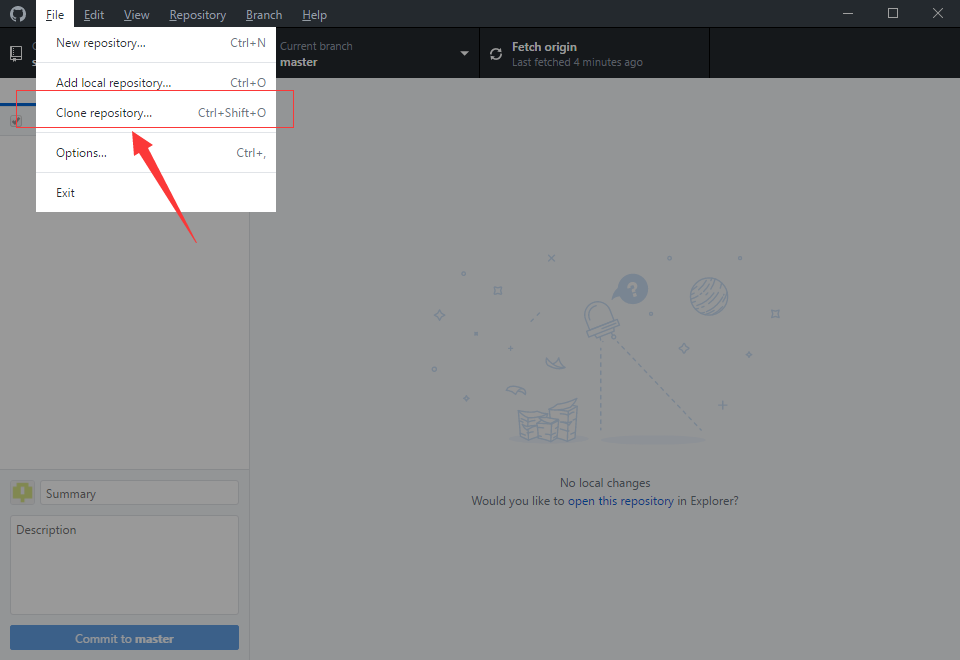 File Edit View Repository Branch Help
New repository... Ctrl+N
Add local repository... Ctrl+O
Clone repository... Ctrl+Shift+O
Options... Ctrl+,
Exit
Current branch
master
Fetch origin
Last fetched 4 minutes ago
?
No local changes
Would you like to open this repository in Explorer?
Summary
Description
Commit to master